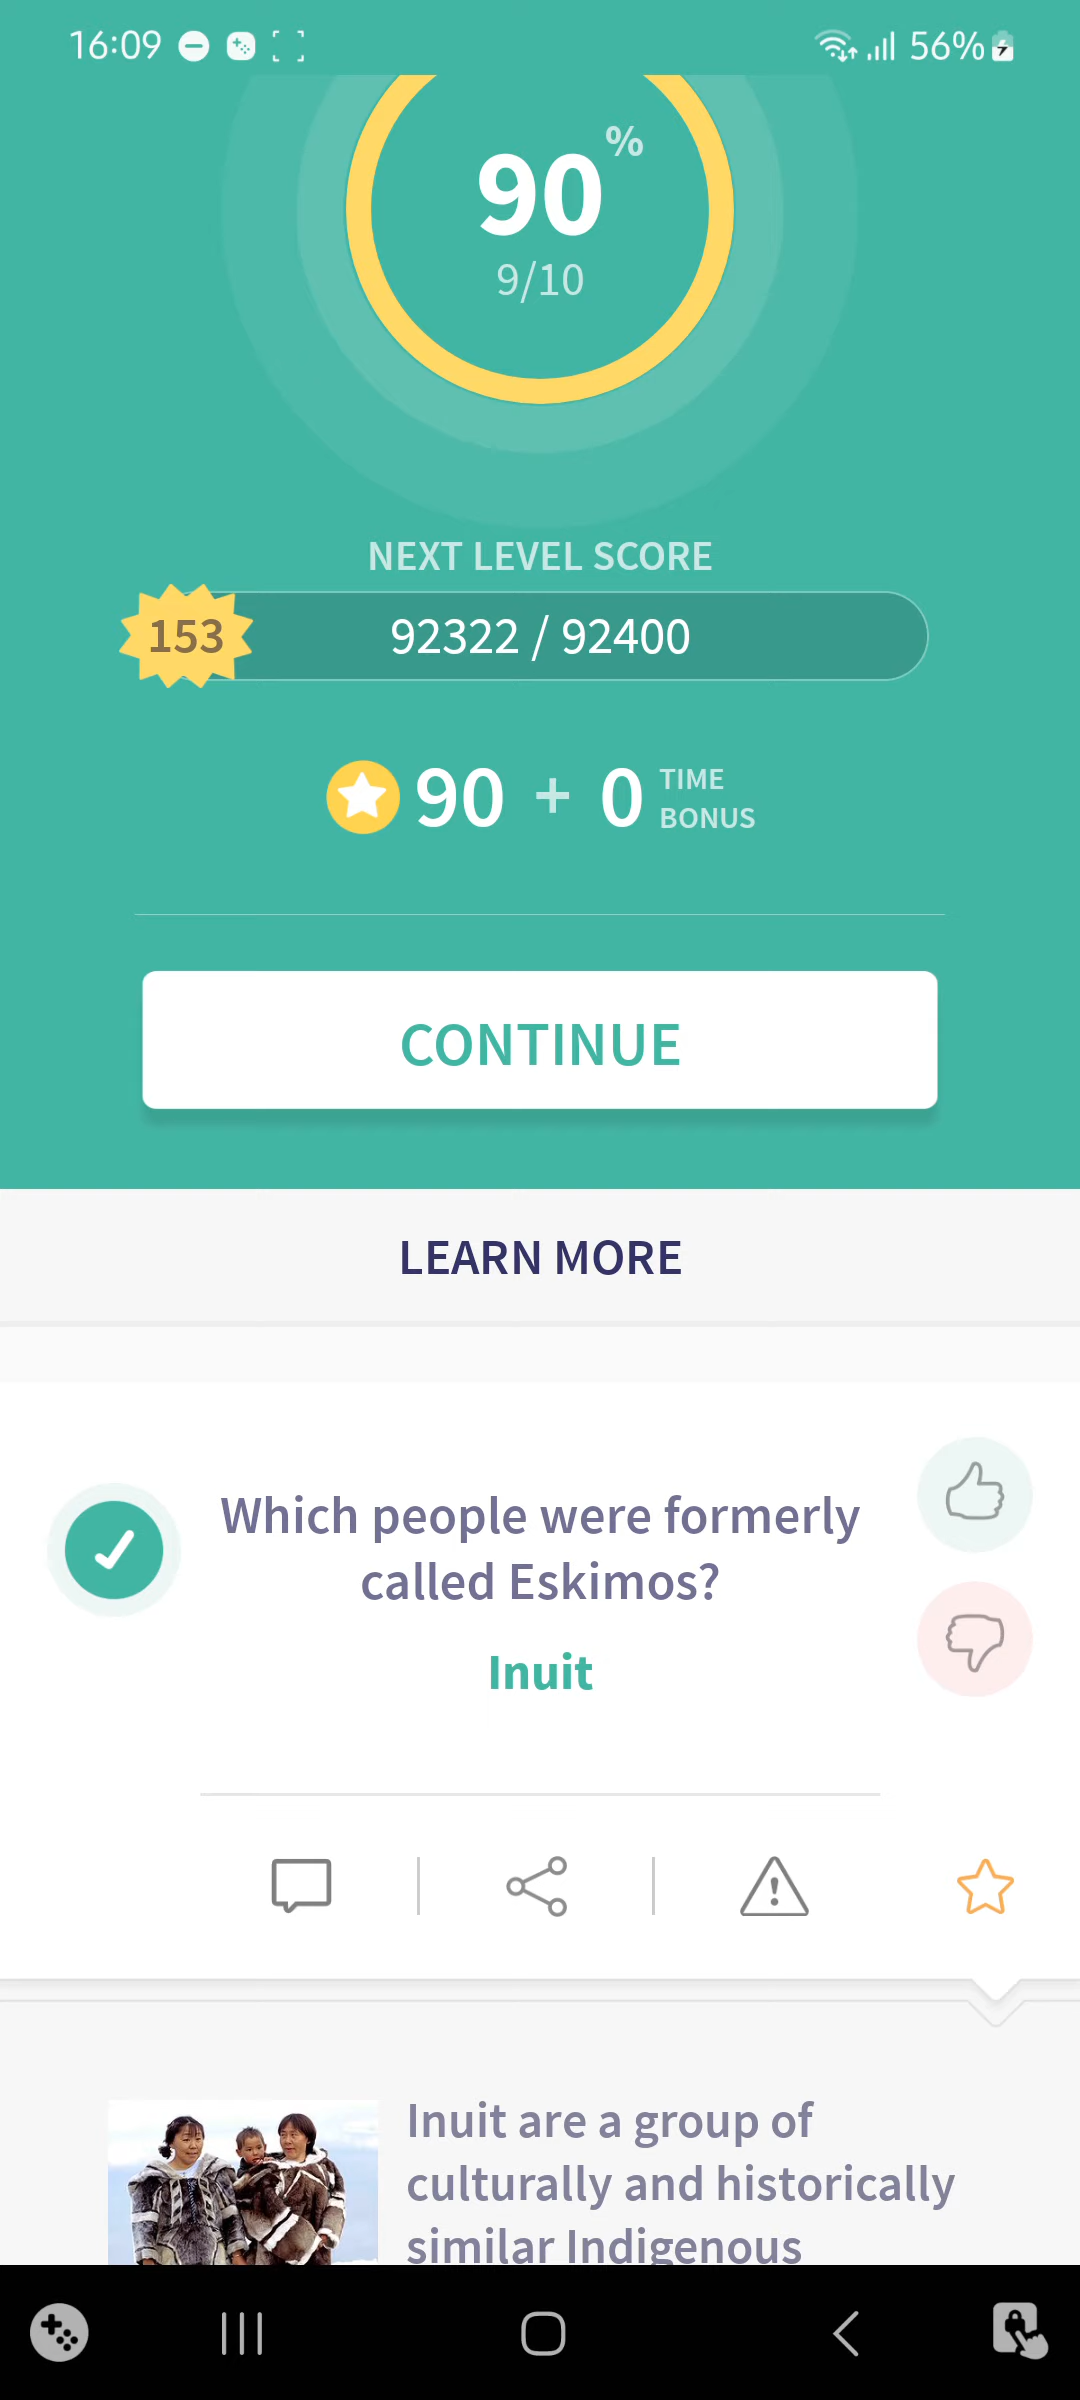 16:09
56%
90%
9/10
NEXT LEVEL SCORE
153
92322 / 92400
90 + 0 TIME BONUS
CONTINUE
LEARN MORE
Which people were formerly
called Eskimos?
Inuit
Inuit are a group of
culturally and historically
similar Indigenous